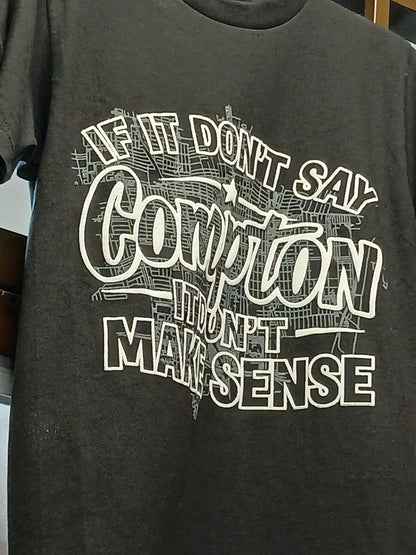 IF IT DON'T SAY
COMPTON
IT DON'T
MAKE SENSE